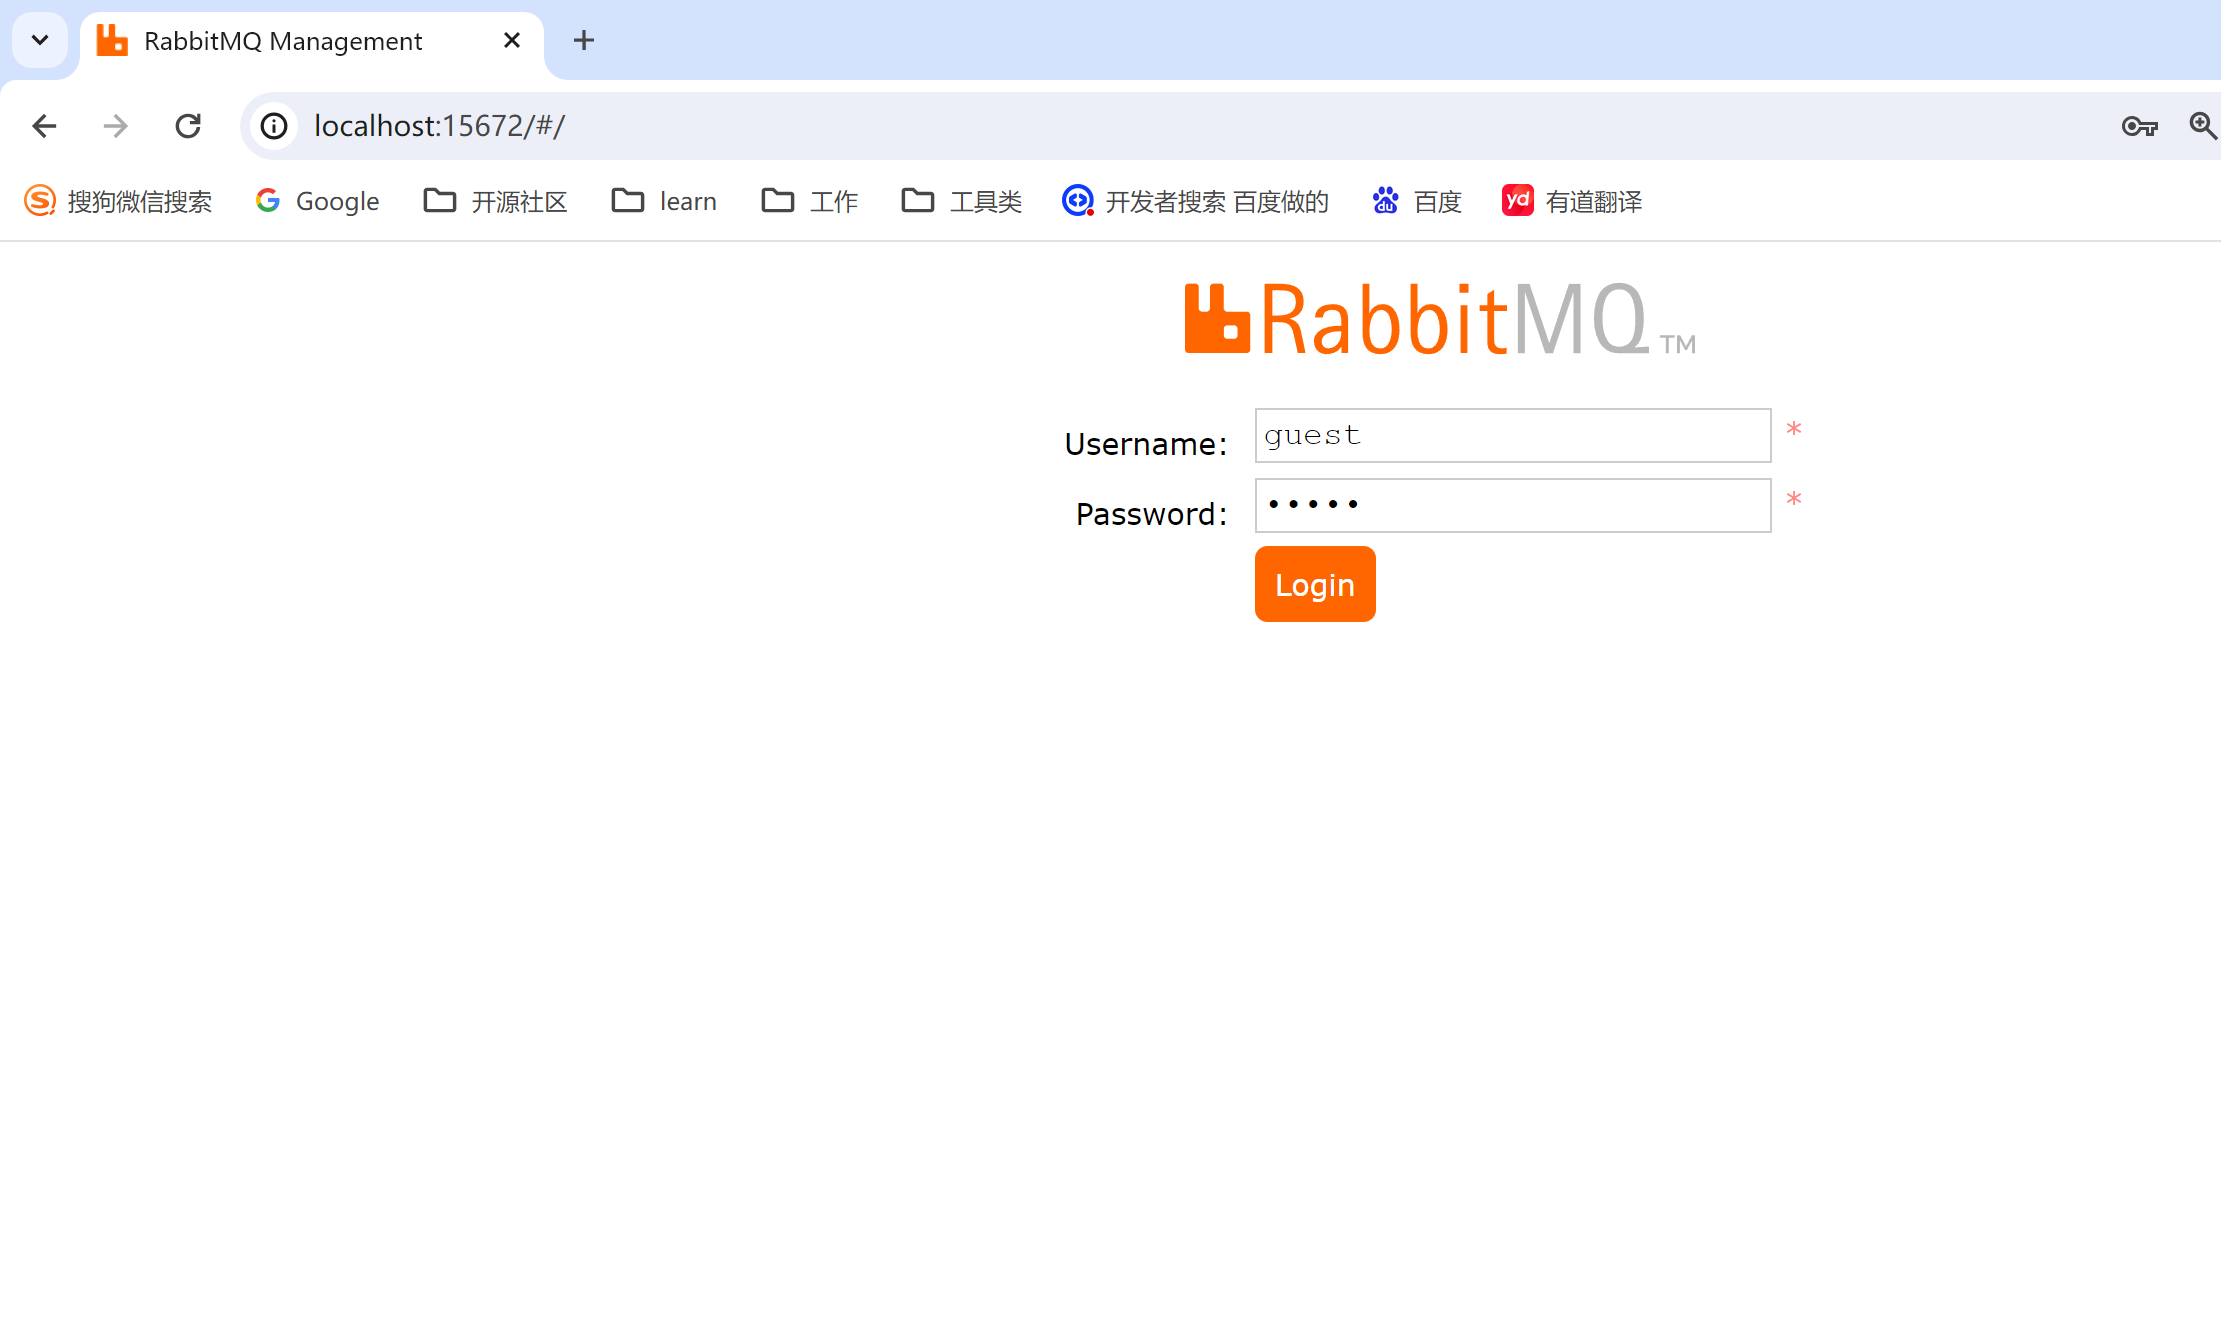 RabbitMQ Management
localhost:15672/#/
搜狗微信搜索 Google 开源社区 learn 工作 工具类 开发者搜索 百度做的 du 百度 yd 有道翻译
RabbitMQ TM
Username: guest *
Password: ••••• *
Login